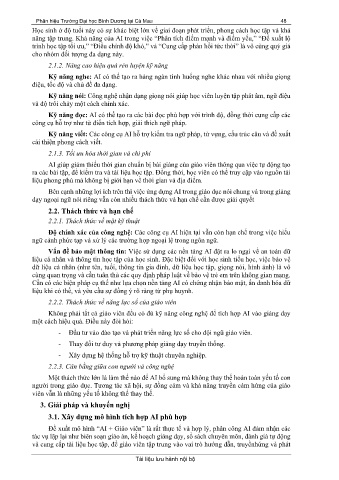 Phân hiệu Trường Đại học Bình Dương tại Cà Mau 48
Học sinh ở độ tuổi này có sự khác biệt lớn về giai đoạn phát triển, phong cách học tập và khả
năng tập trung. Khả năng của AI trong việc “Phân tích điểm mạnh và điểm yếu,” “Đề xuất lộ
trình học tập tối ưu,” “Điều chỉnh độ khó,” và “Cung cấp phản hồi tức thời” là vô cùng quý giá
cho nhóm đối tượng đa dạng này.
2.1.2. Nâng cao hiệu quả rèn luyện kỹ năng
Kỹ năng nghe: AI có thể tạo ra hàng ngàn tình huống nghe khác nhau với nhiều giọng
điệu, tốc độ và chủ đề đa dạng.
Kỹ năng nói: Công nghệ nhận dạng giọng nói giúp học viên luyện tập phát âm, ngữ điệu
và độ trôi chảy một cách chính xác.
Kỹ năng đọc: AI có thể tạo ra các bài đọc phù hợp với trình độ, đồng thời cung cấp các
công cụ hỗ trợ như từ điển tích hợp, giải thích ngữ pháp.
Kỹ năng viết: Các công cụ AI hỗ trợ kiểm tra ngữ pháp, từ vựng, cấu trúc câu và đề xuất
cải thiện phong cách viết.
2.1.3. Tối ưu hóa thời gian và chi phí
AI giúp giảm thiểu thời gian chuẩn bị bài giảng của giáo viên thông qua việc tự động tạo
ra các bài tập, đề kiểm tra và tài liệu học tập. Đồng thời, học viên có thể truy cập vào nguồn tài
liệu phong phú mà không bị giới hạn về thời gian và địa điểm.
Bên cạnh những lợi ích trên thì việc ứng dụng AI trong giáo dục nói chung và trong giảng
dạy ngoại ngữ nói riêng vẫn còn nhiều thách thức và hạn chế cần được giải quyết
2.2. Thách thức và hạn chế
2.2.1. Thách thức về mặt kỹ thuật
Độ chính xác của công nghệ: Các công cụ AI hiện tại vẫn còn hạn chế trong việc hiểu
ngữ cảnh phức tạp và xử lý các trường hợp ngoại lệ trong ngôn ngữ.
Vấn đề bảo mật thông tin: Việc sử dụng các nền tảng AI đặt ra lo ngại về an toàn dữ
liệu cá nhân và thông tin học tập của học sinh. Đặc biệt đối với học sinh tiểu học, việc bảo vệ
dữ liệu cá nhân (như tên, tuổi, thông tin gia đình, dữ liệu học tập, giọng nói, hình ảnh) là vô
cùng quan trọng và cần tuân thủ các quy định pháp luật về bảo vệ trẻ em trên không gian mạng.
Cần có các biện pháp cụ thể như lựa chọn nền tảng AI có chứng nhận bảo mật, ẩn danh hóa dữ
liệu khi có thể, và yêu cầu sự đồng ý rõ ràng từ phụ huynh.
2.2.2. Thách thức về năng lực số của giáo viên
Không phải tất cả giáo viên đều có đủ kỹ năng công nghệ để tích hợp AI vào giảng dạy
một cách hiệu quả. Điều này đòi hỏi:
- Đầu tư vào đào tạo và phát triển năng lực số cho đội ngũ giáo viên.
- Thay đổi tư duy và phương pháp giảng dạy truyền thống.
- Xây dựng hệ thống hỗ trợ kỹ thuật chuyên nghiệp.
2.2.3. Cân bằng giữa con người và công nghệ
Một thách thức lớn là làm thế nào để AI bổ sung mà không thay thế hoàn toàn yếu tố con
người trong giáo dục. Tương tác xã hội, sự đồng cảm và khả năng truyền cảm hứng của giáo
viên vẫn là những yếu tố không thể thay thế.
3. Giải pháp và khuyến nghị
3.1. Xây dựng mô hình tích hợp AI phù hợp
Đề xuất mô hình “AI + Giáo viên” là rất thực tế và hợp lý, phân công AI đảm nhận các
tác vụ lặp lại như biên soạn giáo án, kế hoạch giảng dạy, sổ sách chuyên môn, đánh giá tự động
và cung cấp tài liệu học tập, để giáo viên tập trung vào vai trò hướng dẫn, truyềnhứng và phát
Tài liệu lưu hành nội bộ